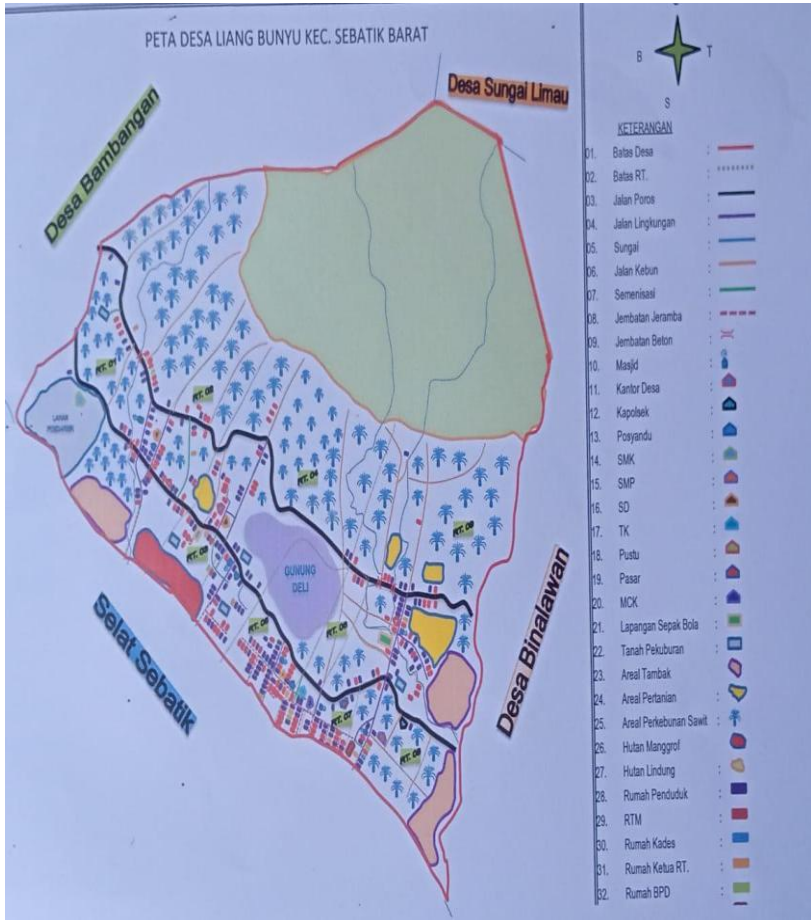 PETA DESA LIANG BUNYU KEC. SEBATIK BARAT
B
T
S
Desa Sungai Limau
Desa Bambangan
Selat Sebatik
Desa Binalawan
GUNUNG
DELI
LAHAN
RT. 01
RT. 04
RT. 07
KETERANGAN
01. Batas Desa :
02. Batas RT. :
03. Jalan Poros :
04. Jalan Lingkungan :
05. Sungai :
06. Jalan Kebun :
07. Semenisasi :
08. Jembatan Jeramba :
09. Jembatan Beton :
10. Masjid :
11. Kantor Desa :
12. Kapolsek :
13. Posyandu :
14. SMK :
15. SMP :
16. SD :
17. TK :
18. Pustu :
19. Pasar :
20. MCK :
21. Lapangan Sepak Bola :
22. Tanah Pekuburan :
23. Areal Tambak
24. Areal Pertanian :
25. Areal Perkebunan Sawit :
26. Hutan Manggrof
27. Hutan Lindung :
28. Rumah Penduduk :
29. RTM :
30. Rumah Kades :
31. Rumah Ketua RT. :
32. Rumah BPD :